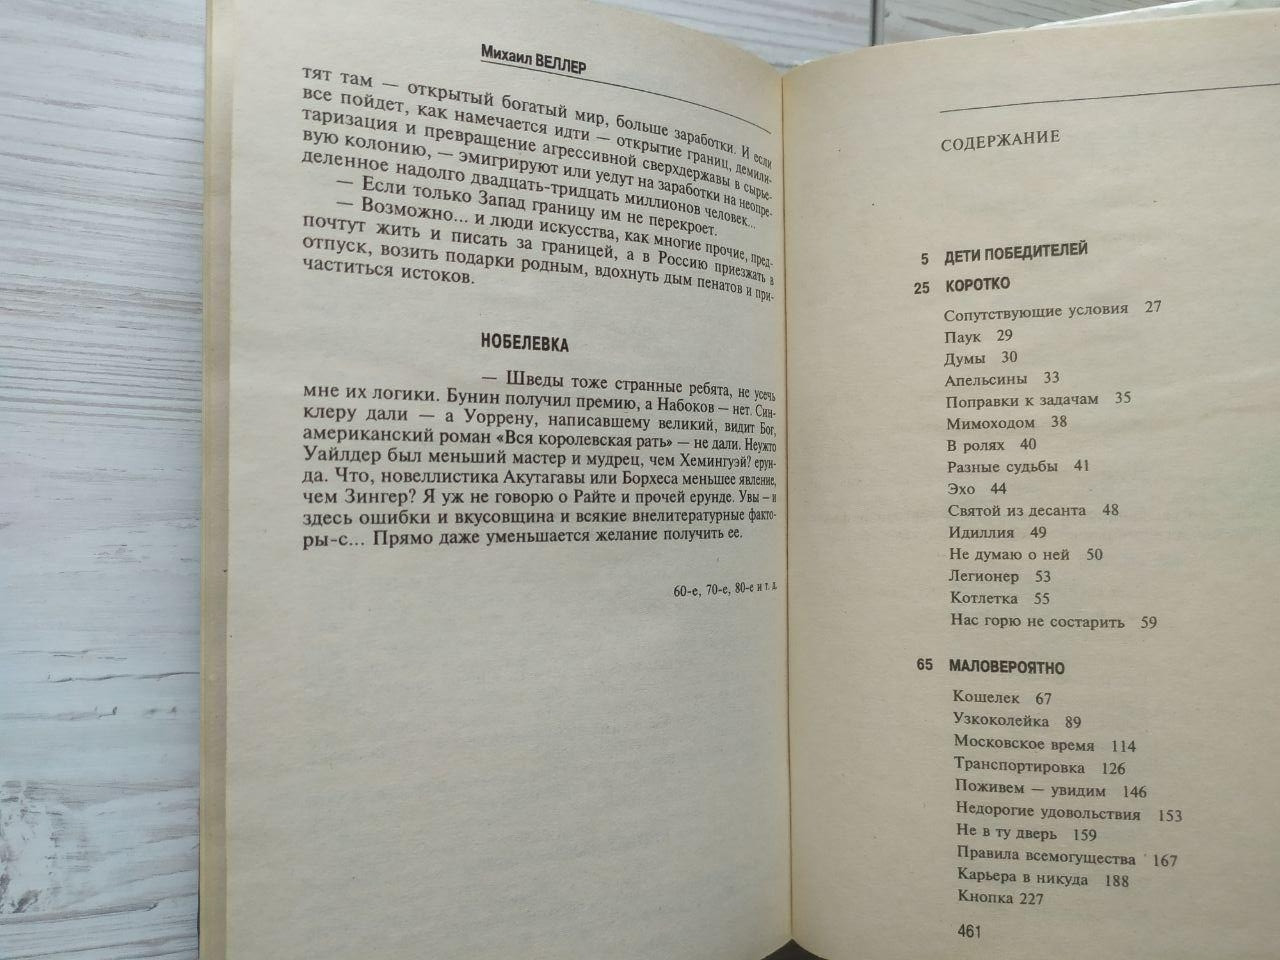 Михаил ВЕЛЛЕР
тят там — открытый богатый мир, больше заработки. И если
все пойдет, как намечается идти — открытие границ, демили-
таризация и превращение агрессивной сверхдержавы в сырье-
вую колонию, — эмигрируют или уедут на заработки на неопре-
деленное надолго двадцать-тридцать миллионов человек...
— Если только Запад границу им не перекроет.
— Возможно... и люди искусства, как многие прочие, пред-
почтут жить и писать за границей, а в Россию приезжать в
отпуск, возить подарки родным, вдохнуть дым пенатов и при-
частиться истоков.
НОБЕЛЕВКА
— Шведы тоже странные ребята, не усечь
мне их логики. Бунин получил премию, а Набоков — нет. Син-
клеру дали — а Уоррену, написавшему великий, видит Бог,
американский роман «Вся королевская рать» — не дали. Неужто
Уайлдер был меньший мастер и мудрец, чем Хемингуэй? ерун-
да. Что, новеллистика Акутагавы или Борхеса меньшее явление,
чем Зингер? Я уж не говорю о Райте и прочей ерунде. Увы – и
здесь ошибки и вкусовщина и всякие внелитературные факто-
ры-с... Прямо даже уменьшается желание получить ее.
60-е, 70-е, 80-е и т. д.
СОДЕРЖАНИЕ
5 ДЕТИ ПОБЕДИТЕЛЕЙ
25 КОРОТКО
Сопутствующие условия 27
Паук 29
Думы 30
Апельсины 33
Поправки к задачам 35
Мимоходом 38
В ролях 40
Разные судьбы 41
Эхо 44
Святой из десанта 48
Идиллия 49
Не думаю о ней 50
Легионер 53
Котлетка 55
Нас горю не состарить 59
65 МАЛОВЕРОЯТНО
Кошелек 67
Узкоколейка 89
Московское время 114
Транспортировка 126
Поживем — увидим 146
Недорогие удовольствия 153
Не в ту дверь 159
Правила всемогущества 167
Карьера в никуда 188
Кнопка 227
461